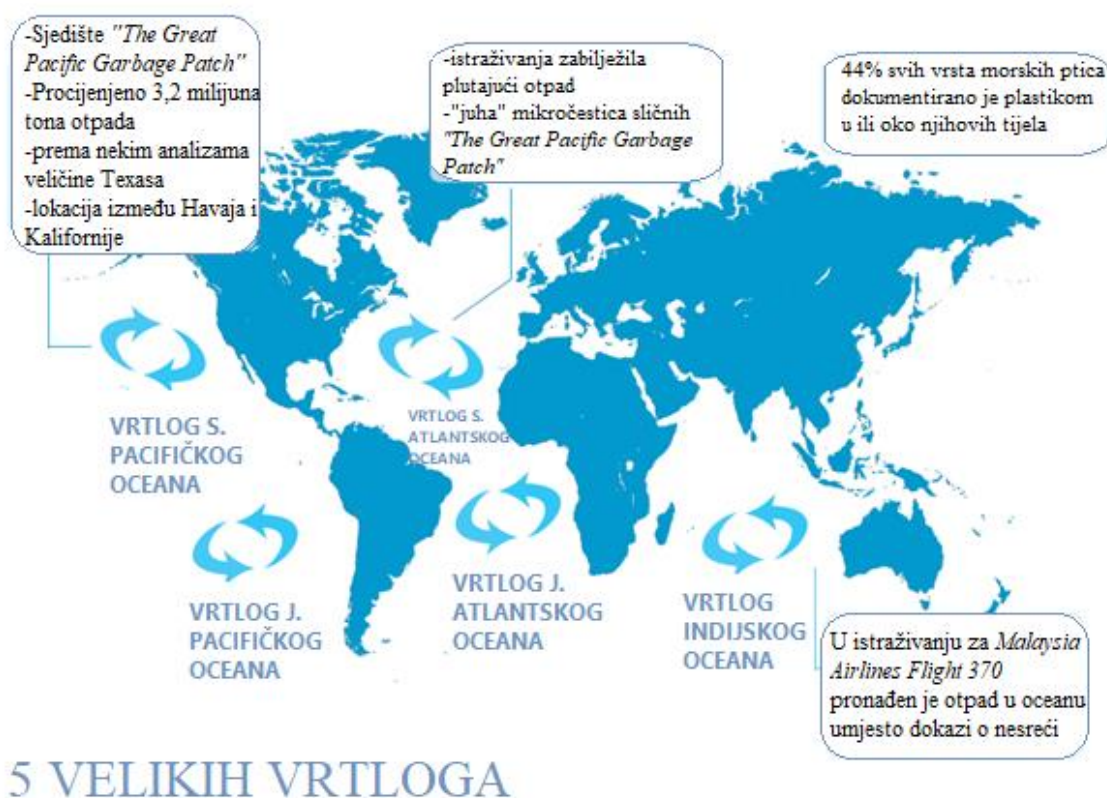 -Sjedište "The Great
Pacific Garbage Patch"
-Procijenjeno 3,2 milijuna
tona otpada
-prema nekim analizama
veličine Texasa
-lokacija između Havaja i
Kalifornije
-istraživanja zabilježila
plutajući otpad
-"juha" mikročestica sličnih
"The Great Pacific Garbage
Patch"
44% svih vrsta morskih ptica
dokumentirano je plastikom
u ili oko njihovih tijela
VRTLOG S.
PACIFIČKOG
OCEANA
VRTLOG S.
ATLANTSKOG
OCEANA
VRTLOG J.
PACIFIČKOG
OCEANA
VRTLOG J.
ATLANTSKOG
OCEANA
VRTLOG
INDIJSKOG
OCEANA
U istraživanju za Malaysia
Airlines Flight 370
pronađen je otpad u oceanu
umjesto dokazi o nesreći
5 VELIKIH VRTLOGA